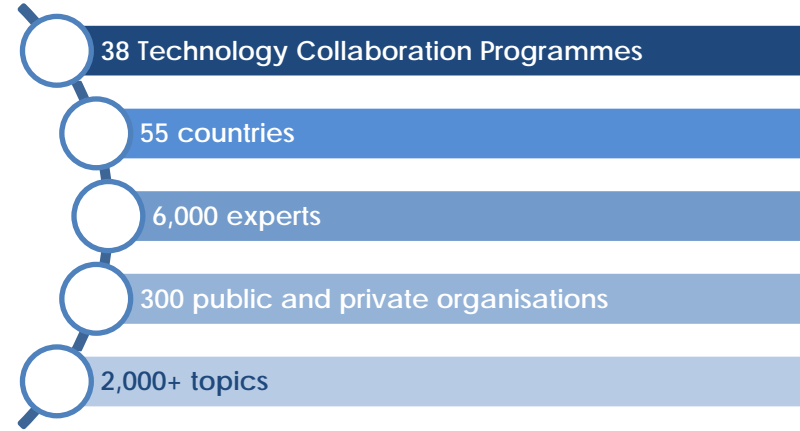 38 Technology Collaboration Programmes
55 countries
6,000 experts
300 public and private organisations
2,000+ topics